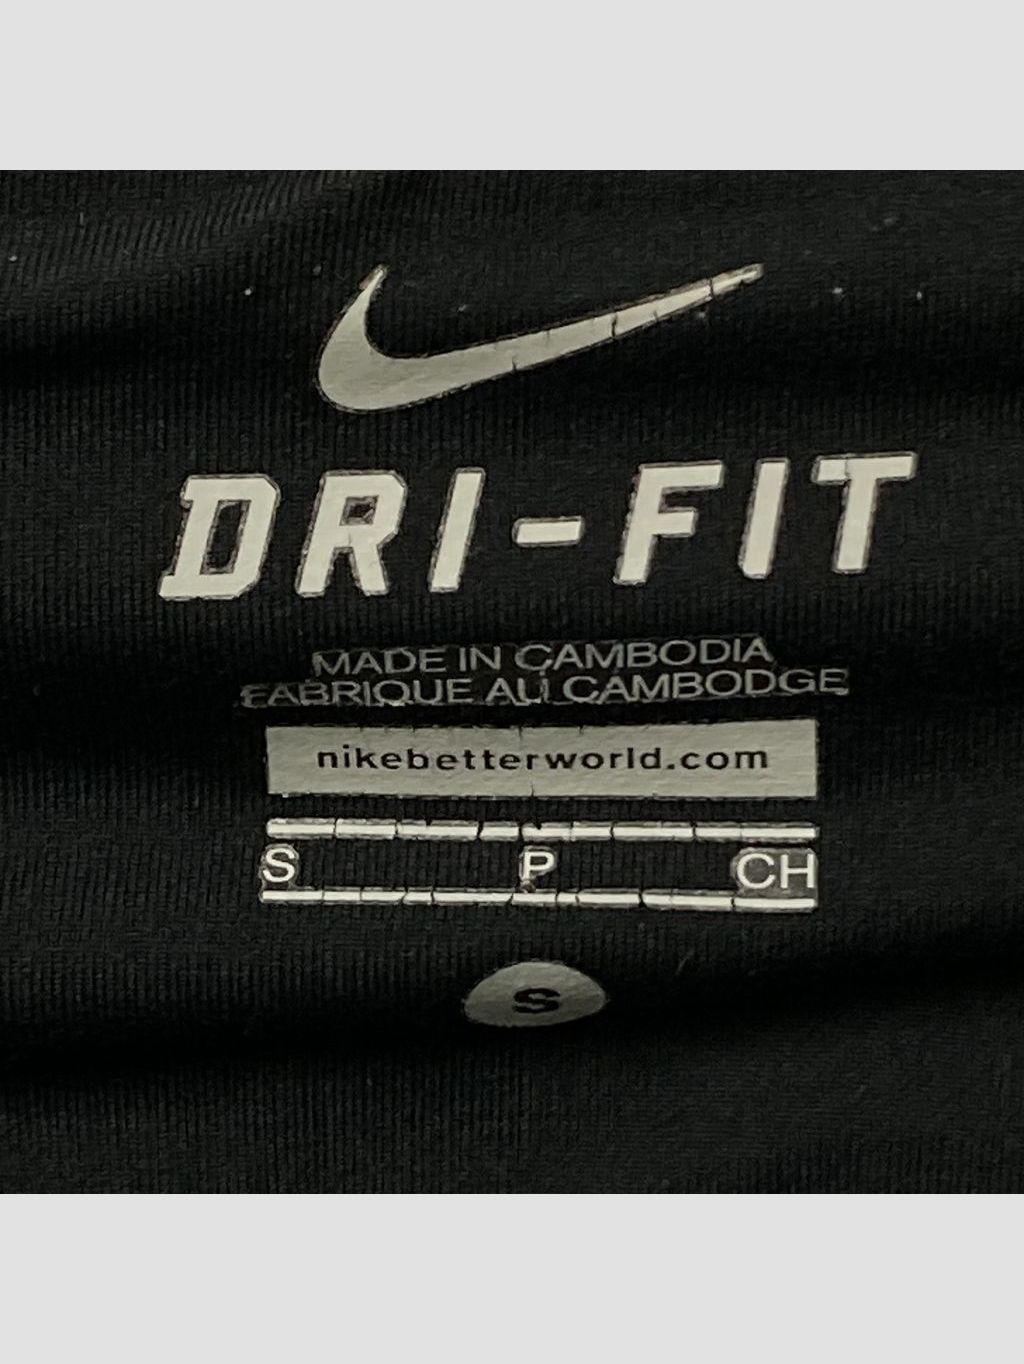 DRI-FIT
MADE IN CAMBODIA
FABRIQUE AU CAMBODGE
nikebetterworld.com
S P CH
S